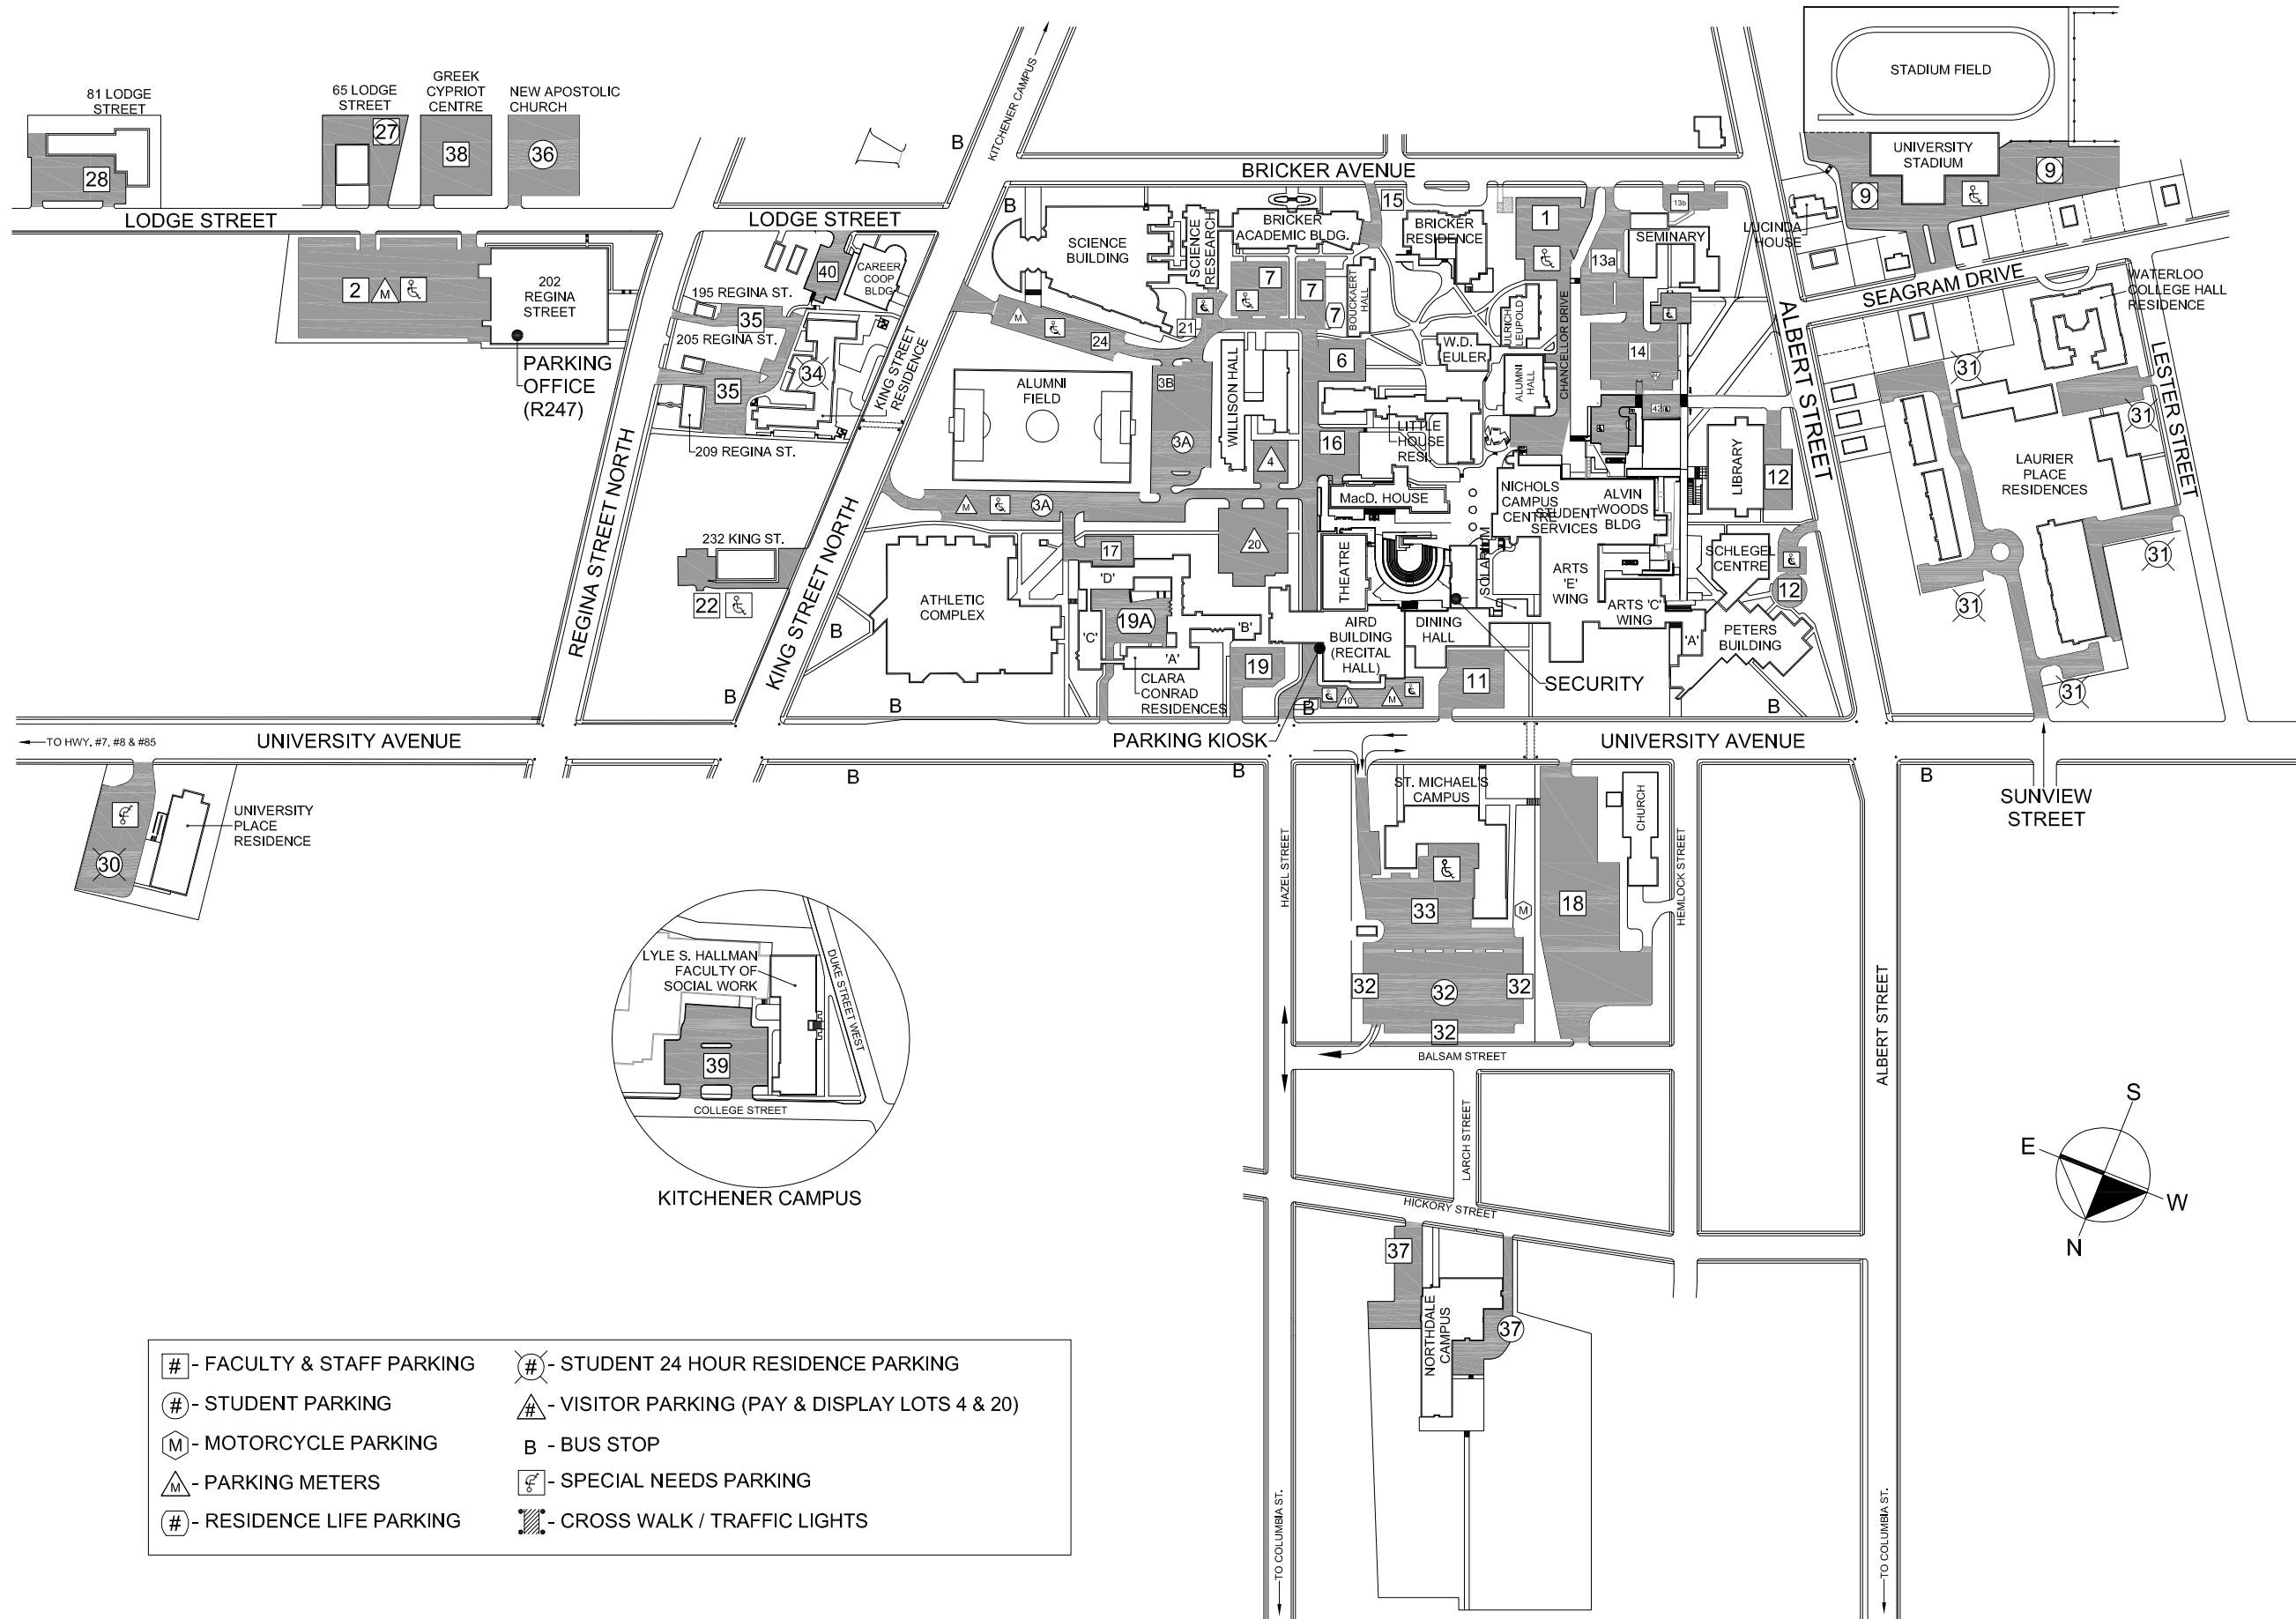 STADIUM FIELD
KITCHENER CAMPUS
81 LODGE
STREET
65 LODGE
STREET
GREEK
CYPRIOT
CENTRE
NEW APOSTOLIC
CHURCH
27
38
36
28
B
UNIVERSITY
STADIUM
9
9
BRICKER AVENUE
LODGE STREET
LODGE STREET
B
15
13b
1
BRICKER
ACADEMIC BLDG.
BRICKER
RESIDENCE
SEMINARY
LUCINDA
HOUSE
SCIENCE
BUILDING
SCIENCE
RESEARCH
13a
SEAGRAM DRIVE
WATERLOO
COLLEGE HALL
RESIDENCE
2
M
202
REGINA
STREET
40
CAREER
COOP
BLDG
195 REGINA ST.
35
205 REGINA ST.
7
7
7
BOUCKAERT
HALL
ULRICH
LEUPOLD
CHANCELLOR DRIVE
M
24
21
W.D.
EULER
6
14
M
ALBERT STREET
LESTER STREET
PARKING
OFFICE
(R247)
34
35
KING STREET
RESIDENCE
209 REGINA ST.
ALUMNI
FIELD
3B
3A
WILLISON HALL
ALUMNI
HALL
LITTLE
HOUSE
RESI.
16
4
42
31
31
31
31
31
LIBRARY
12
LAURIER
PLACE
RESIDENCES
MacD. HOUSE
NICHOLS
CAMPUS
CENTRE
STUDENT
SERVICES
ALVIN
WOODS
BLDG
M
3A
REGINA STREET NORTH
KING STREET NORTH
232 KING ST.
22
17
20
THEATRE
SOLARIUM
SCHLEGEL
CENTRE
12
ARTS
'E'
WING
ARTS 'C'
WING
'A'
PETERS
BUILDING
ATHLETIC
COMPLEX
'D'
19A
'C'
'B'
'A'
19
CLARA
CONRAD
RESIDENCES
AIRD
BUILDING
(RECITAL
HALL)
DINING
HALL
11
10
M
SECURITY
B
B
B
B
B
TO HWY. #7, #8 & #85
UNIVERSITY AVENUE
PARKING KIOSK
UNIVERSITY AVENUE
B
B
B
SUNVIEW
STREET
30
UNIVERSITY
PLACE
RESIDENCE
ST. MICHAEL'S
CAMPUS
CHURCH
HAZEL STREET
HEMLOCK STREET
33
M
18
32
32
32
32
BALSAM STREET
LYLE S. HALLMAN
FACULTY OF
SOCIAL WORK
DUKE STREET WEST
39
COLLEGE STREET
KITCHENER CAMPUS
ALBERT STREET
LARCH STREET
HICKORY STREET
S
E
W
N
37
37
NORTHDALE
CAMPUS
TO COLUMBIA ST.
TO COLUMBIA ST.
# - FACULTY & STAFF PARKING
# - STUDENT PARKING
M - MOTORCYCLE PARKING
M - PARKING METERS
# - RESIDENCE LIFE PARKING
# - STUDENT 24 HOUR RESIDENCE PARKING
# - VISITOR PARKING (PAY & DISPLAY LOTS 4 & 20)
B - BUS STOP
- SPECIAL NEEDS PARKING
- CROSS WALK / TRAFFIC LIGHTS